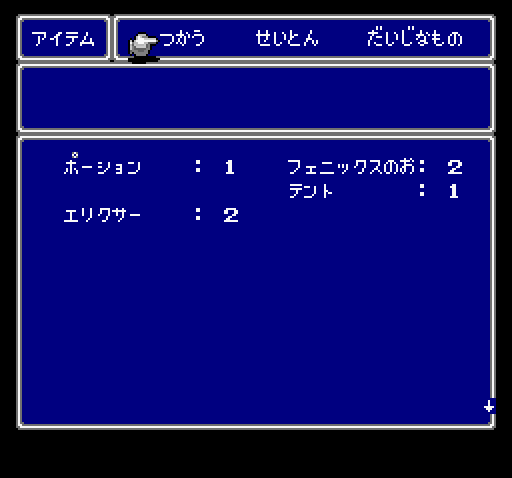 アイテム つかう せいとん だいじなもの
ポーション : 1 フェニックスのお: 2
テント : 1
エリクサー : 2